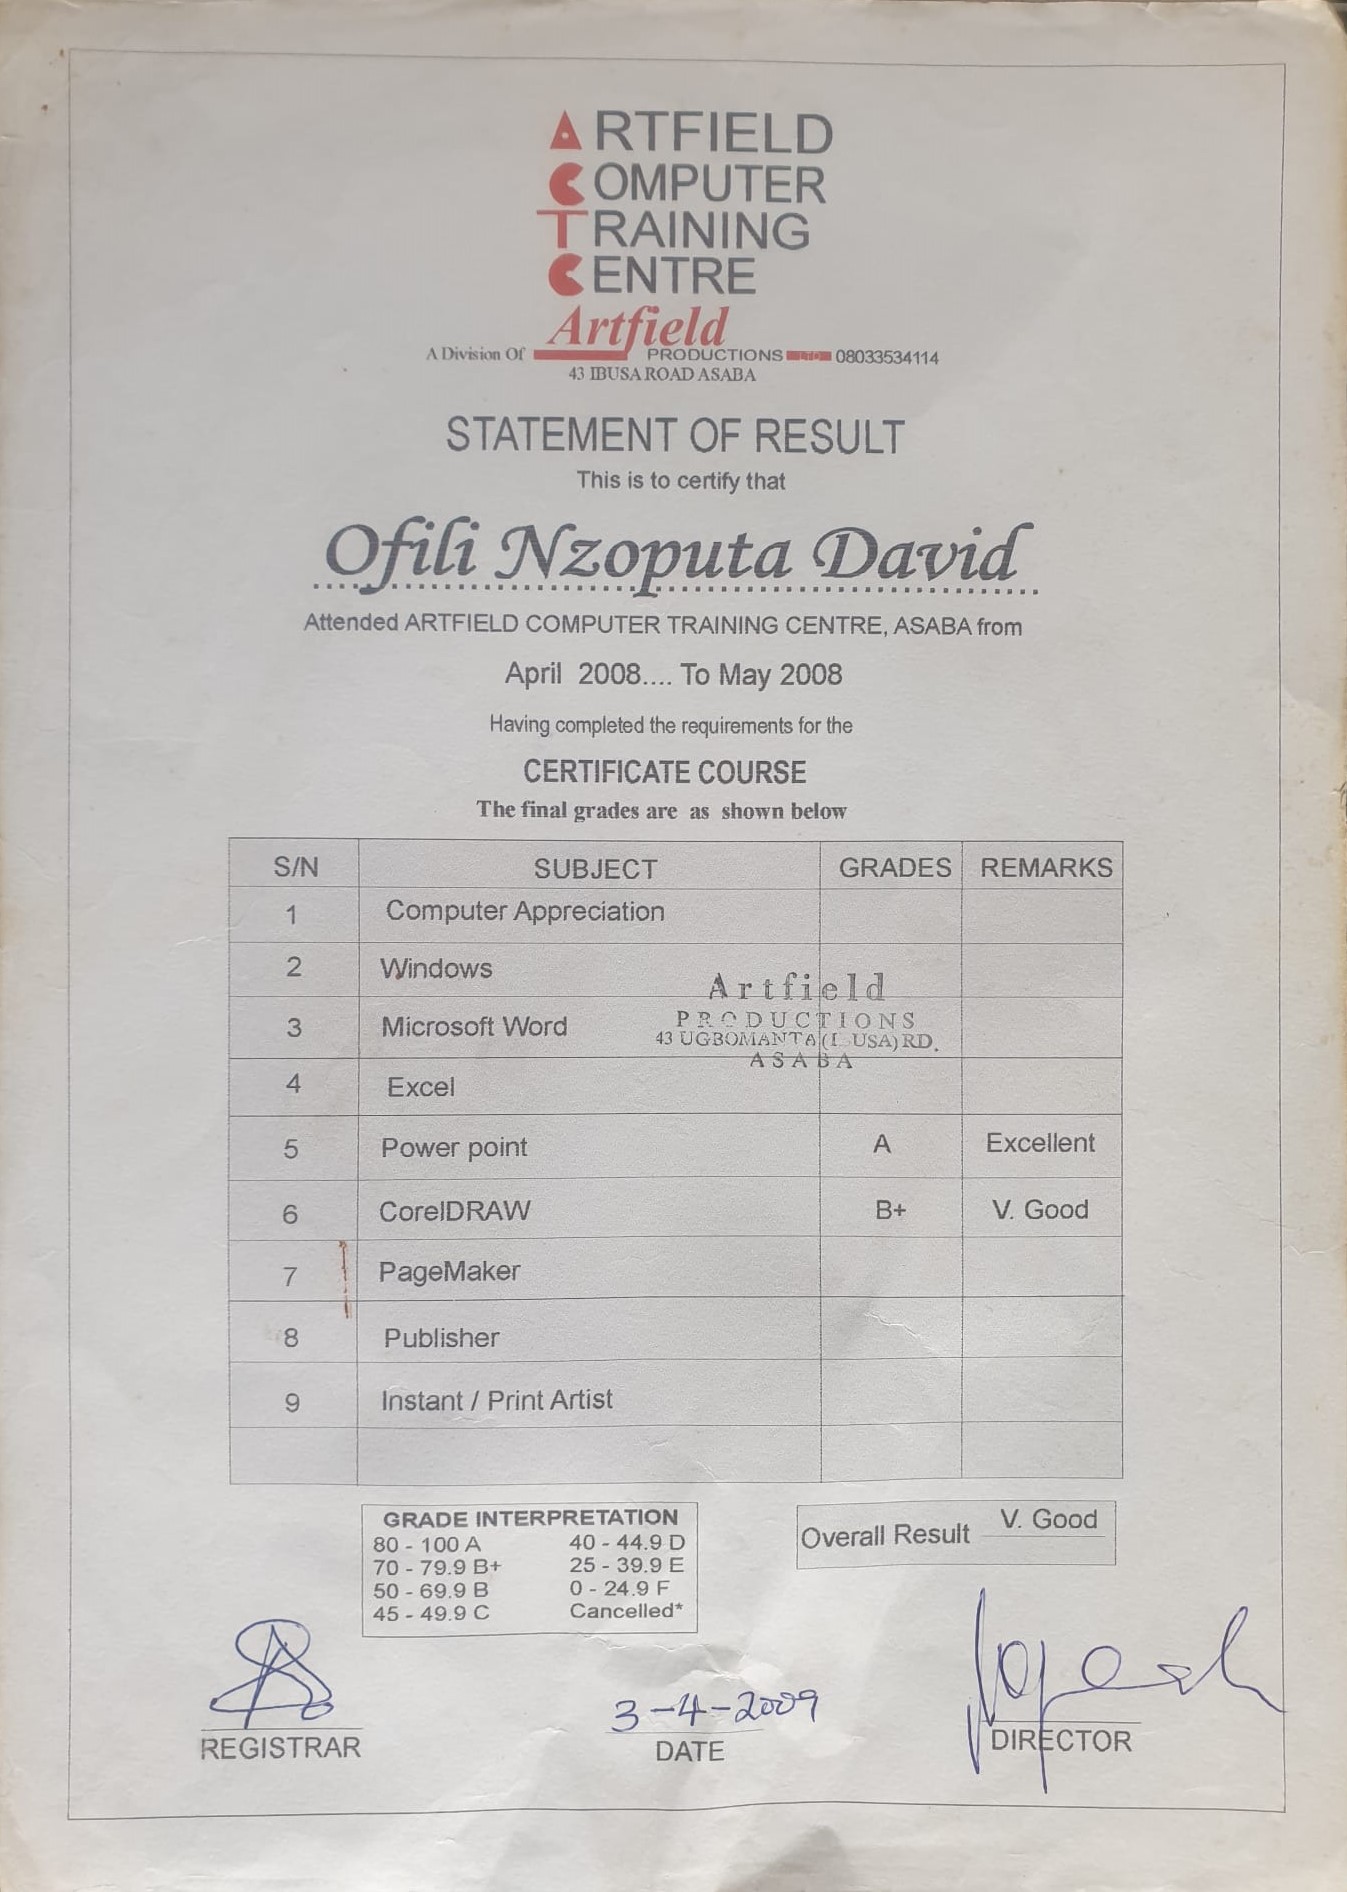 ARTFIELD
COMPUTER
TRAINING
CENTRE
Artfield
A Division Of PRODUCTIONS LTD 08033534114
43 IBUSA ROAD ASABA
STATEMENT OF RESULT
This is to certify that
Ofili Nzoputa David
Attended ARTFIELD COMPUTER TRAINING CENTRE, ASABA from
April 2008.... To May 2008
Having completed the requirements for the
CERTIFICATE COURSE
The final grades are as shown below
S/N SUBJECT GRADES REMARKS
1 Computer Appreciation
2 Windows
3 Microsoft Word
4 Excel
5 Power point A Excellent
6 CorelDRAW B+ V. Good
7 PageMaker
8 Publisher
9 Instant / Print Artist
Artfield
PRODUCTIONS
43 UGBOMANTA RD.
ASABA
GRADE INTERPRETATION
80 - 100 A 40 - 44.9 D
70 - 79.9 B+ 25 - 39.9 E
50 - 69.9 B 0 - 24.9 F
45 - 49.9 C Cancelled*
Overall Result V. Good
3-4-2009
REGISTRAR DATE DIRECTOR